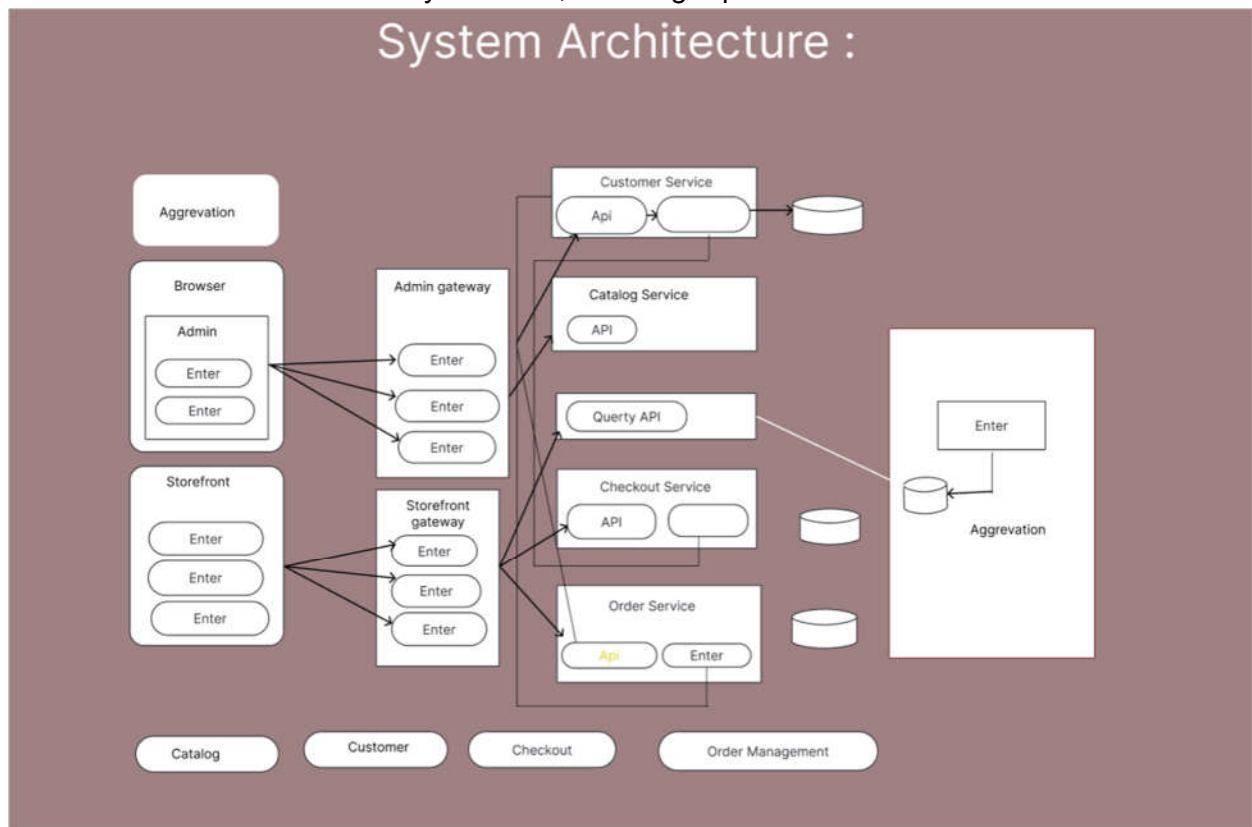 System Architecture :
Aggrevation
Browser
Admin
Enter
Enter
Storefront
Enter
Enter
Enter
Admin gateway
Enter
Enter
Enter
Storefront
gateway
Enter
Enter
Enter
Customer Service
Api
Catalog Service
API
Querty API
Checkout Service
API
Order Service
Api
Enter
Enter
Aggrevation
Catalog
Customer
Checkout
Order Management